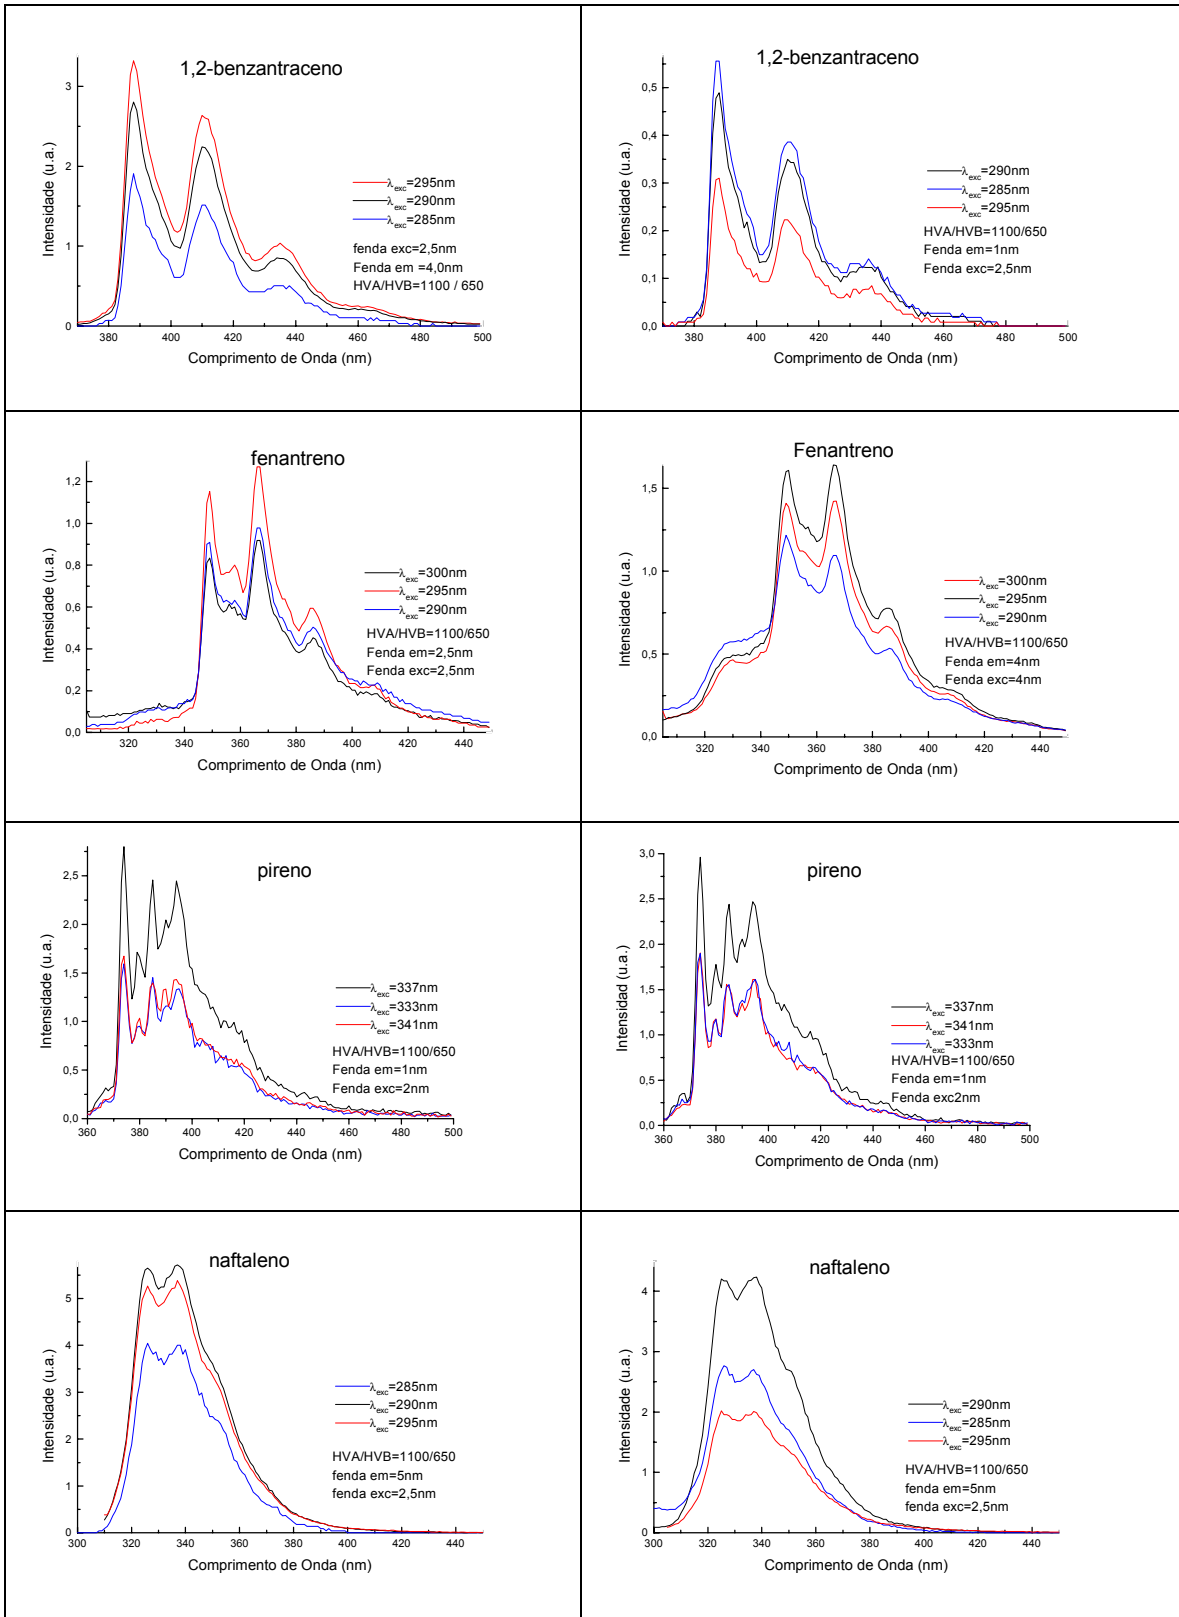 1,2-benzantraceno
Intensidade (u.a.)
3
2
1
0
λexc=295nm
λexc=290nm
λexc=285nm
fenda exc=2,5nm
Fenda em =4,0nm
HVA/HVB=1100 / 650
380 400 420 440 460 480 500
Comprimento de Onda (nm)
1,2-benzantraceno
Intensidade (u.a.)
0,5
0,4
0,3
0,2
0,1
0,0
λexc=290nm
λexc=285nm
λexc=295nm
HVA/HVB=1100/650
Fenda em=1nm
Fenda exc=2,5nm
380 400 420 440 460 480 500
Comprimento de Onda (nm)
fenantreno
Intensidade (u.a.)
1,2
1,0
0,8
0,6
0,4
0,2
0,0
λexc=300nm
λexc=295nm
λexc=290nm
HVA/HVB=1100/650
Fenda em=2,5nm
Fenda exc=2,5nm
320 340 360 380 400 420 440
Comprimento de Onda (nm)
Fenantreno
Intensidade (u.a.)
1,5
1,0
0,5
0,0
λexc=300nm
λexc=295nm
λexc=290nm
HVA/HVB=1100/650
Fenda em=4nm
Fenda exc=4nm
320 340 360 380 400 420 440
Comprimento de Onda (nm)
pireno
Intensidade (u.a.)
2,5
2,0
1,5
1,0
0,5
0,0
λexc=337nm
λexc=333nm
λexc=341nm
HVA/HVB=1100/650
Fenda em=1nm
Fenda exc=2nm
360 380 400 420 440 460 480 500
Comprimento de Onda (nm)
pireno
Intensidad (u.a.)
3,0
2,5
2,0
1,5
1,0
0,5
0,0
λexc=337nm
λexc=341nm
λexc=333nm
HVA/HVB=1100/650
Fenda em=1nm
Fenda exc2nm
360 380 400 420 440 460 480 500
Comprimento de Onda (nm)
naftaleno
Intensidade (u.a.)
5
4
3
2
1
0
λexc=285nm
λexc=290nm
λexc=295nm
HVA/HVB=1100/650
fenda em=5nm
fenda exc=2,5nm
300 320 340 360 380 400 420 440
Comprimento de Onda (nm)
naftaleno
Intensidade (u.a.)
4
3
2
1
0
λexc=290nm
λexc=285nm
λexc=295nm
HVA/HVB=1100/650
fenda em=5nm
fenda exc=2,5nm
300 320 340 360 380 400 420 440
Comprimento de Onda (nm)